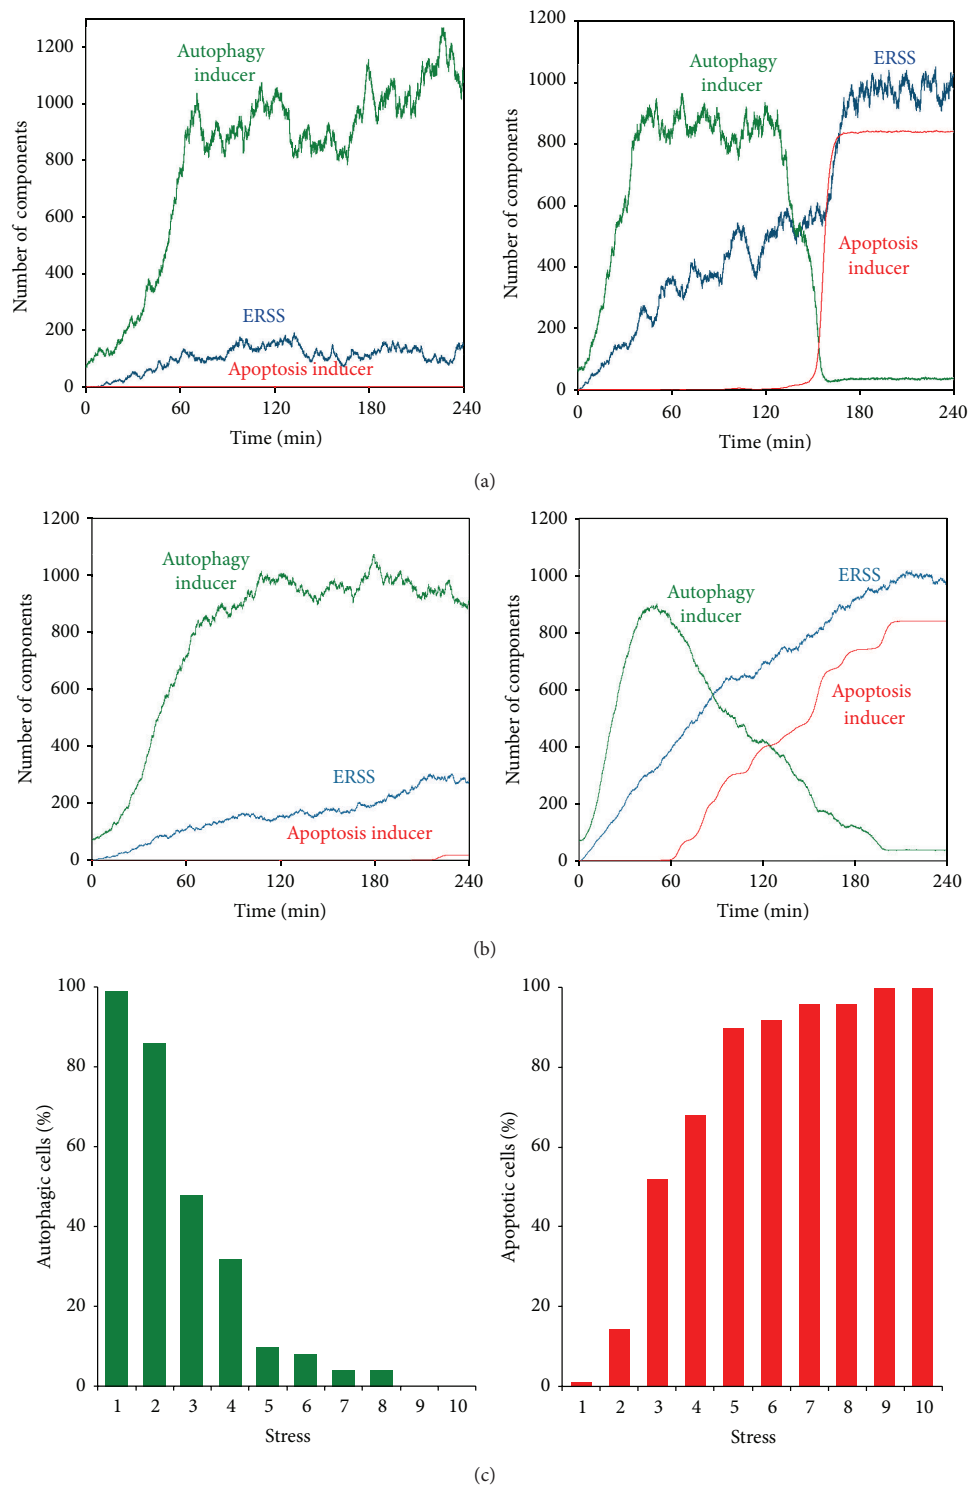 1200
1000
800
600
400
200
0
Number of components
Autophagy
inducer
ERSS
Apoptosis inducer
0 60 120 180 240
Time (min)
1200
1000
800
600
400
200
0
Number of components
Autophagy
inducer
ERSS
Apoptosis
inducer
0 60 120 180 240
Time (min)
(a)
1200
1000
800
600
400
200
0
Number of components
Autophagy
inducer
ERSS
Apoptosis inducer
0 60 120 180 240
Time (min)
1200
1000
800
600
400
200
0
Number of components
Autophagy
inducer
ERSS
Apoptosis
inducer
0 60 120 180 240
Time (min)
(b)
100
80
60
40
20
0
Autophagic cells (%)
1 2 3 4 5 6 7 8 9 10
Stress
100
80
60
40
20
0
Apoptotic cells (%)
1 2 3 4 5 6 7 8 9 10
Stress
(c)